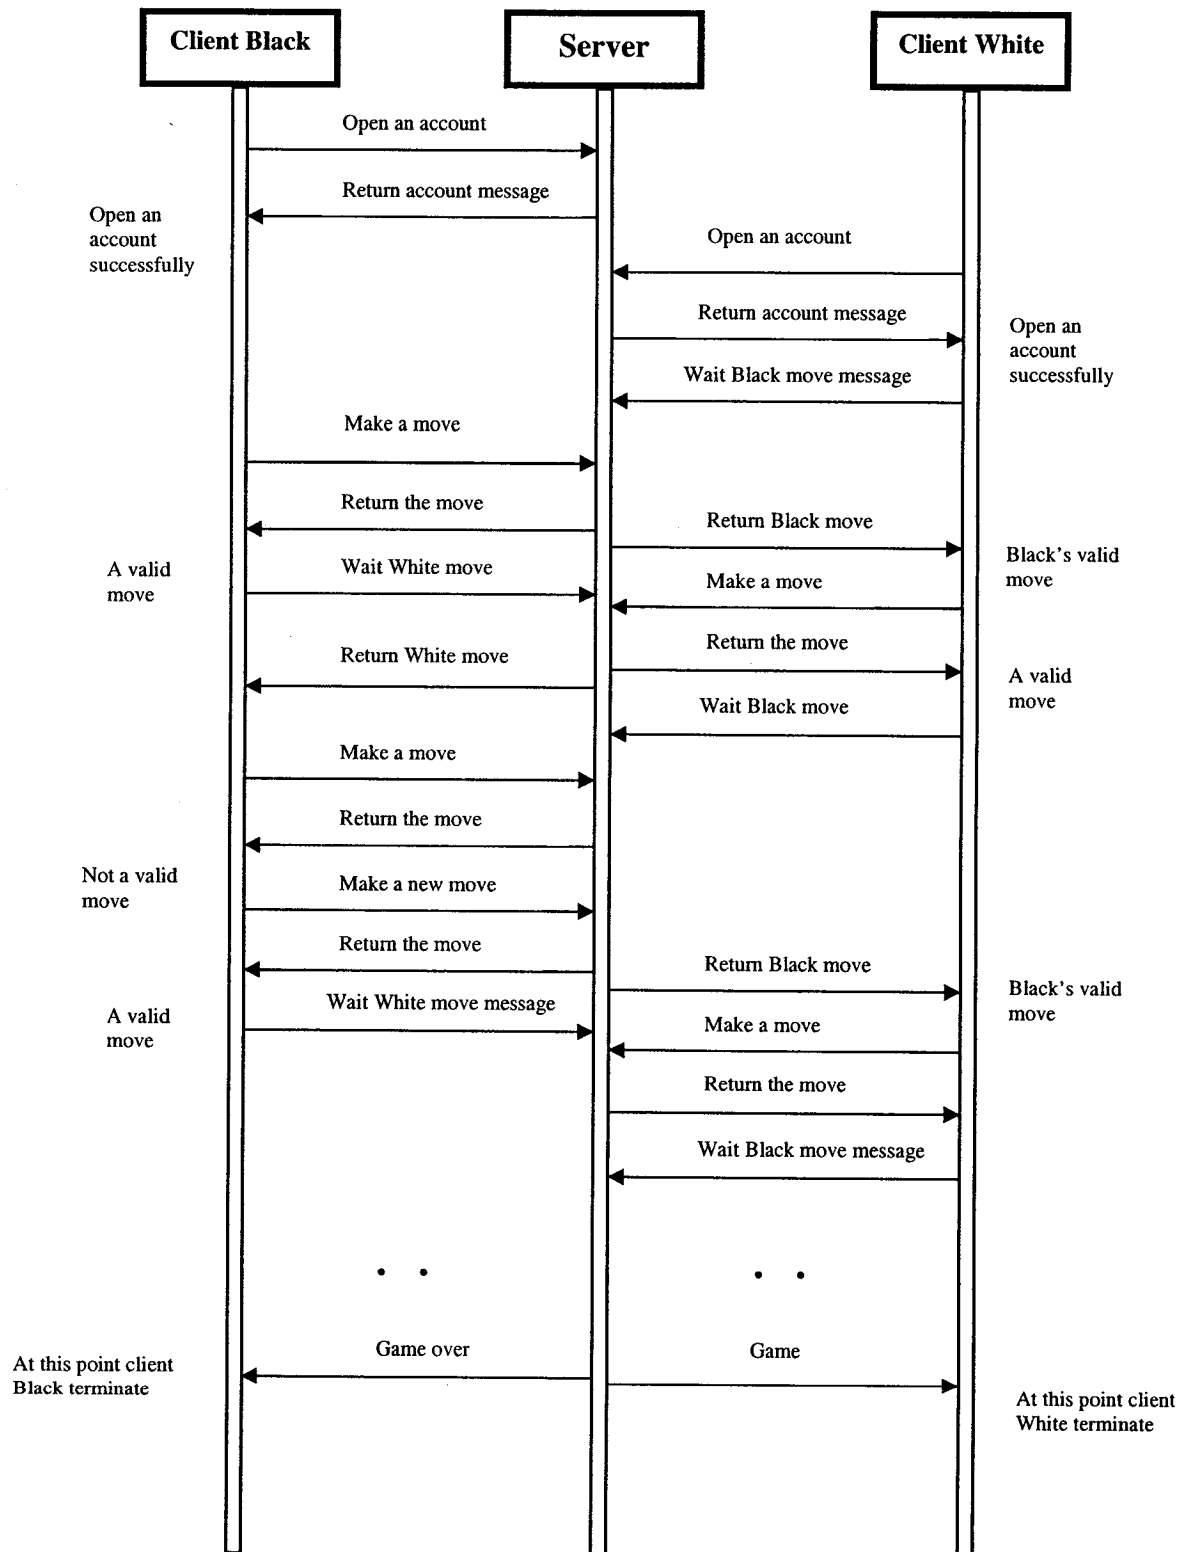 Client Black
Server
Client White
Open an account
Return account message
Open an
account
successfully
Open an account
Return account message
Open an
account
successfully
Wait Black move message
Make a move
Return the move
Return Black move
Black's valid
move
A valid
move
Wait White move
Make a move
Return the move
Return White move
A valid
move
Wait Black move
Make a move
Return the move
Not a valid
move
Make a new move
Return the move
Return Black move
Black's valid
move
Wait White move message
A valid
move
Make a move
Return the move
Wait Black move message
. .
. .
Game over
Game
At this point client
Black terminate
At this point client
White terminate